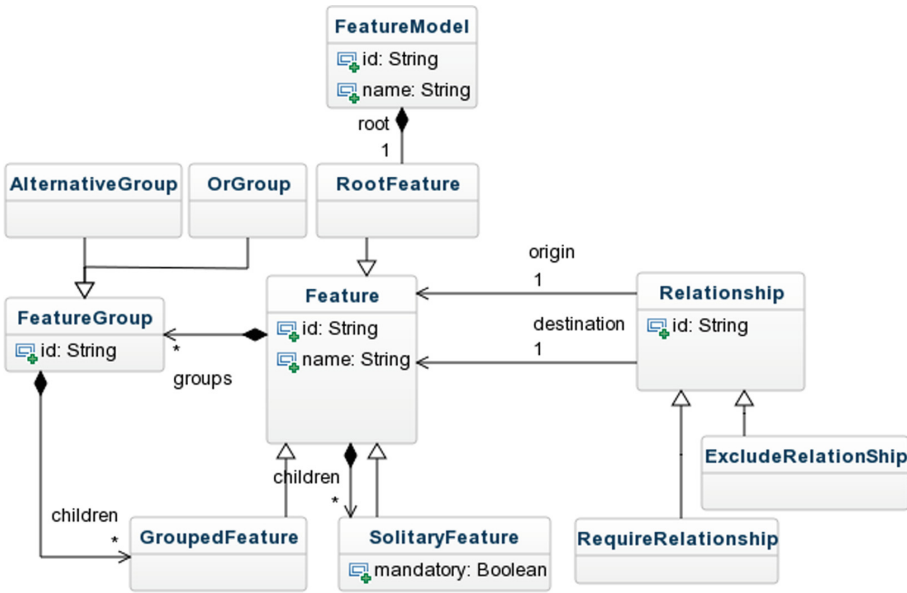 FeatureModel
id: String
name: String
root
1
AlternativeGroup
OrGroup
RootFeature
origin
1
Feature
id: String
name: String
Relationship
id: String
FeatureGroup
id: String
*
groups
destination
1
children
*
ExcludeRelationShip
children
*
GroupedFeature
SolitaryFeature
mandatory: Boolean
RequireRelationship